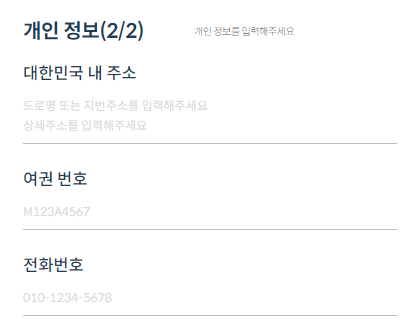 개인 정보(2/2)
개인 정보를 입력해주세요
대한민국 내 주소
도로명 또는 지번주소를 입력해주세요
상세주소를 입력해주세요
여권 번호
M123A4567
전화번호
010-1234-5678